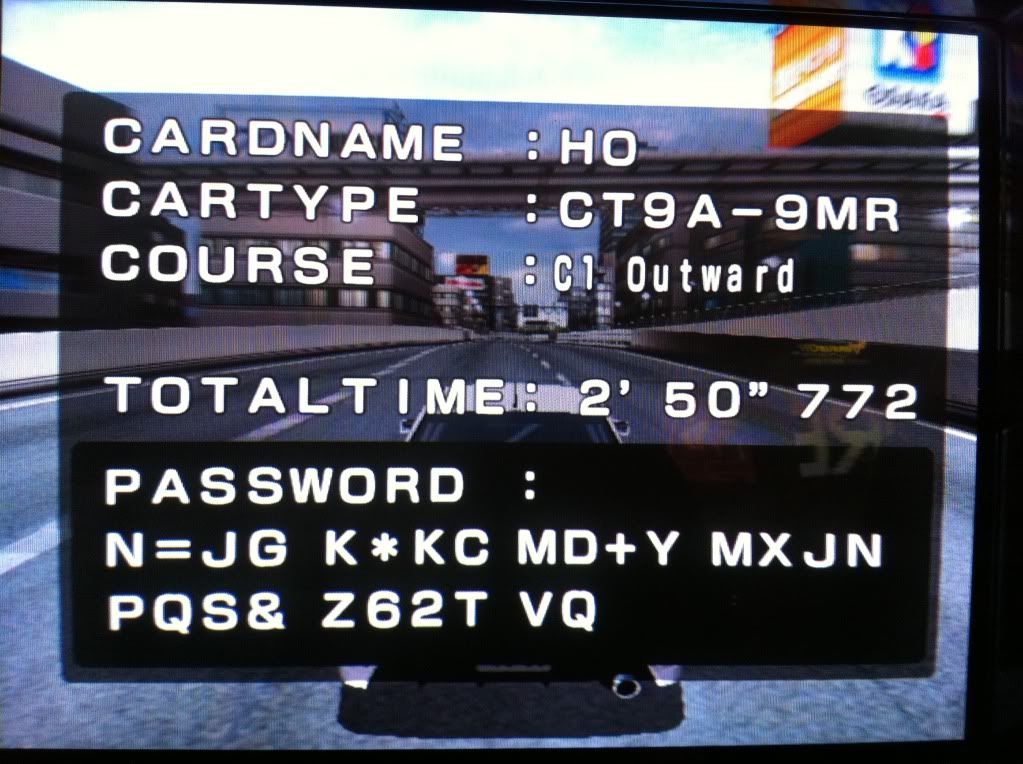 CARDNAME : HO
CARTYPE : CT9A-9MR
COURSE : C1 Outward
TOTALTIME: 2' 50" 772
PASSWORD :
N=JG K*KC MD+Y MXJN
PQS& Z62T VQ